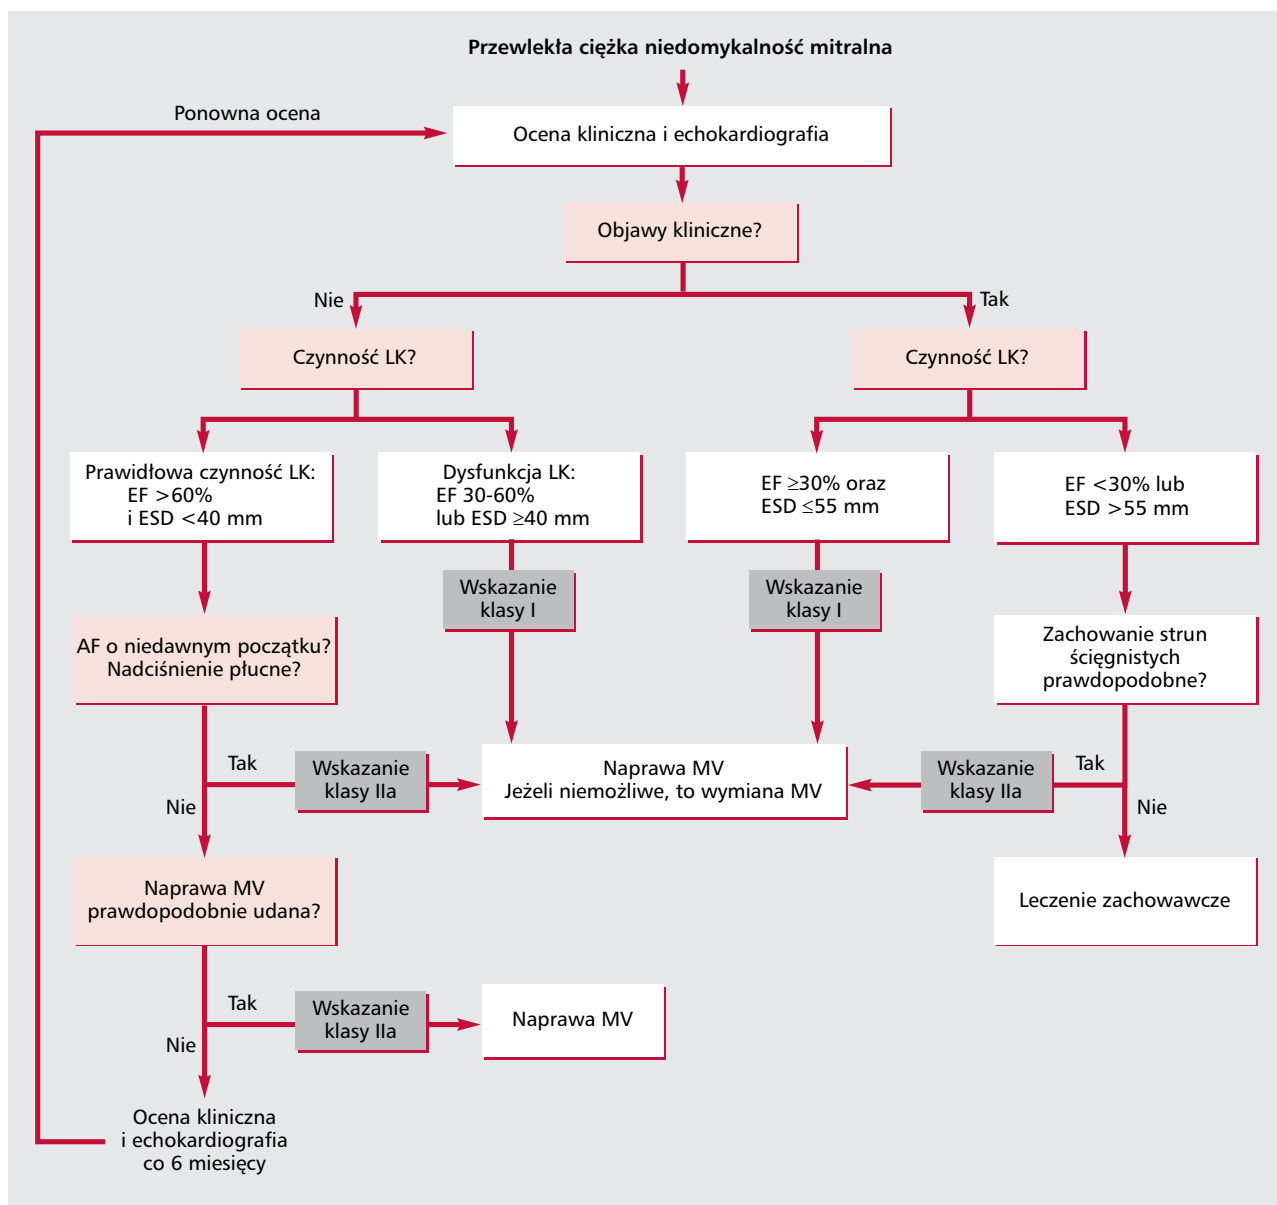 Przewlekła ciężka niedomykalność mitralna
Ponowna ocena
Ocena kliniczna i echokardiografia
Objawy kliniczne?
Nie
Tak
Czynność LK?
Czynność LK?
Prawidłowa czynność LK:
EF >60%
i ESD <40 mm
Dysfunkcja LK:
EF 30-60%
lub ESD ≥40 mm
EF ≥30% oraz
ESD ≤55 mm
EF <30% lub
ESD >55 mm
Wskazanie
klasy I
Wskazanie
klasy I
AF o niedawnym początku?
Nadciśnienie płucne?
Zachowanie strun
ścięgnistych
prawdopodobne?
Tak
Wskazanie
klasy IIa
Naprawa MV
Jeżeli niemożliwe, to wymiana MV
Wskazanie
klasy IIa
Tak
Nie
Nie
Naprawa MV
prawdopodobnie udana?
Leczenie zachowawcze
Tak
Wskazanie
klasy IIa
Naprawa MV
Nie
Ocena kliniczna
i echokardiografia
co 6 miesięcy